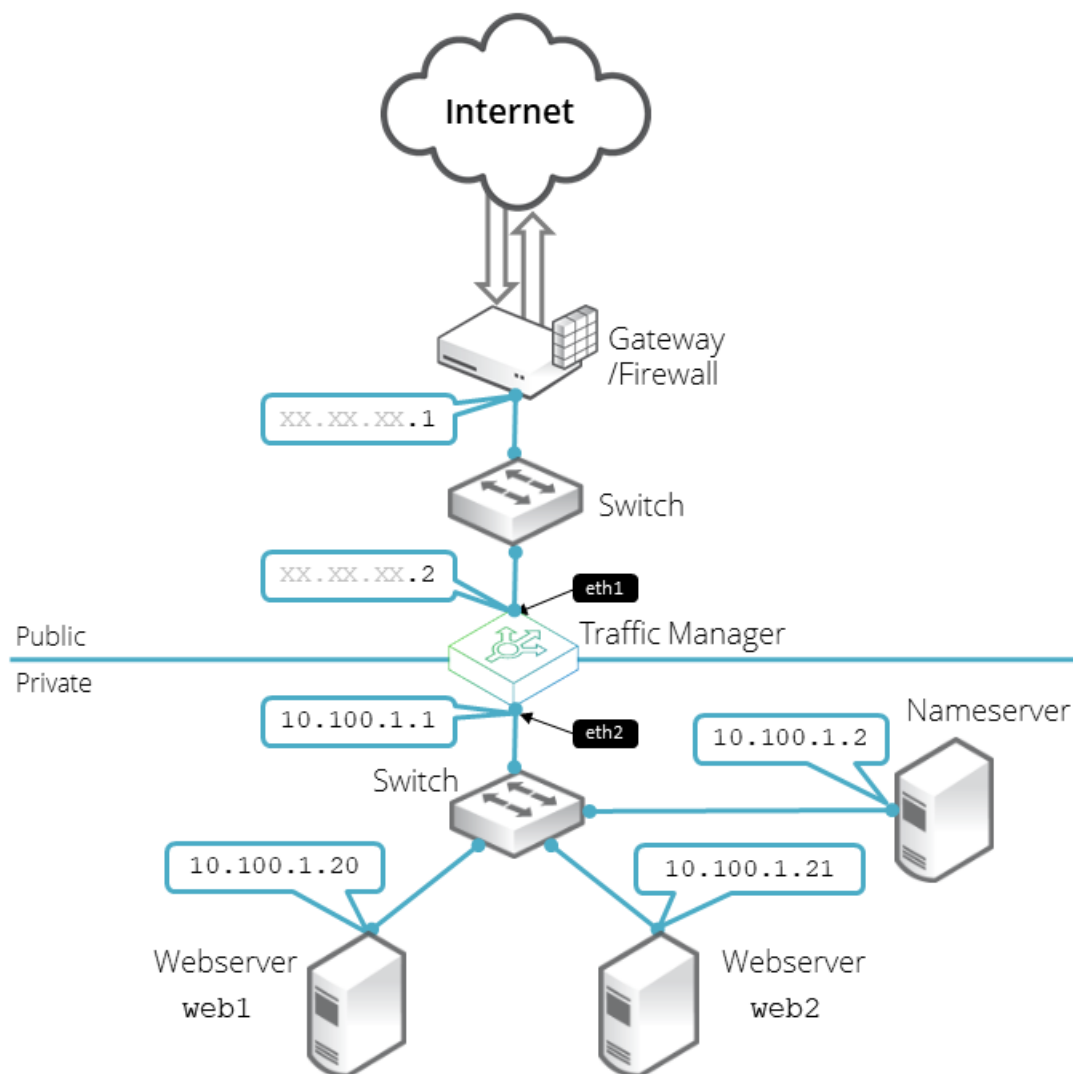 Internet
Gateway
/Firewall
xx.xx.xx.1
Switch
xx.xx.xx.2
eth1
Traffic Manager
Public
Private
10.100.1.1
eth2
Nameserver
10.100.1.2
Switch
10.100.1.20
10.100.1.21
Webserver
web1
Webserver
web2